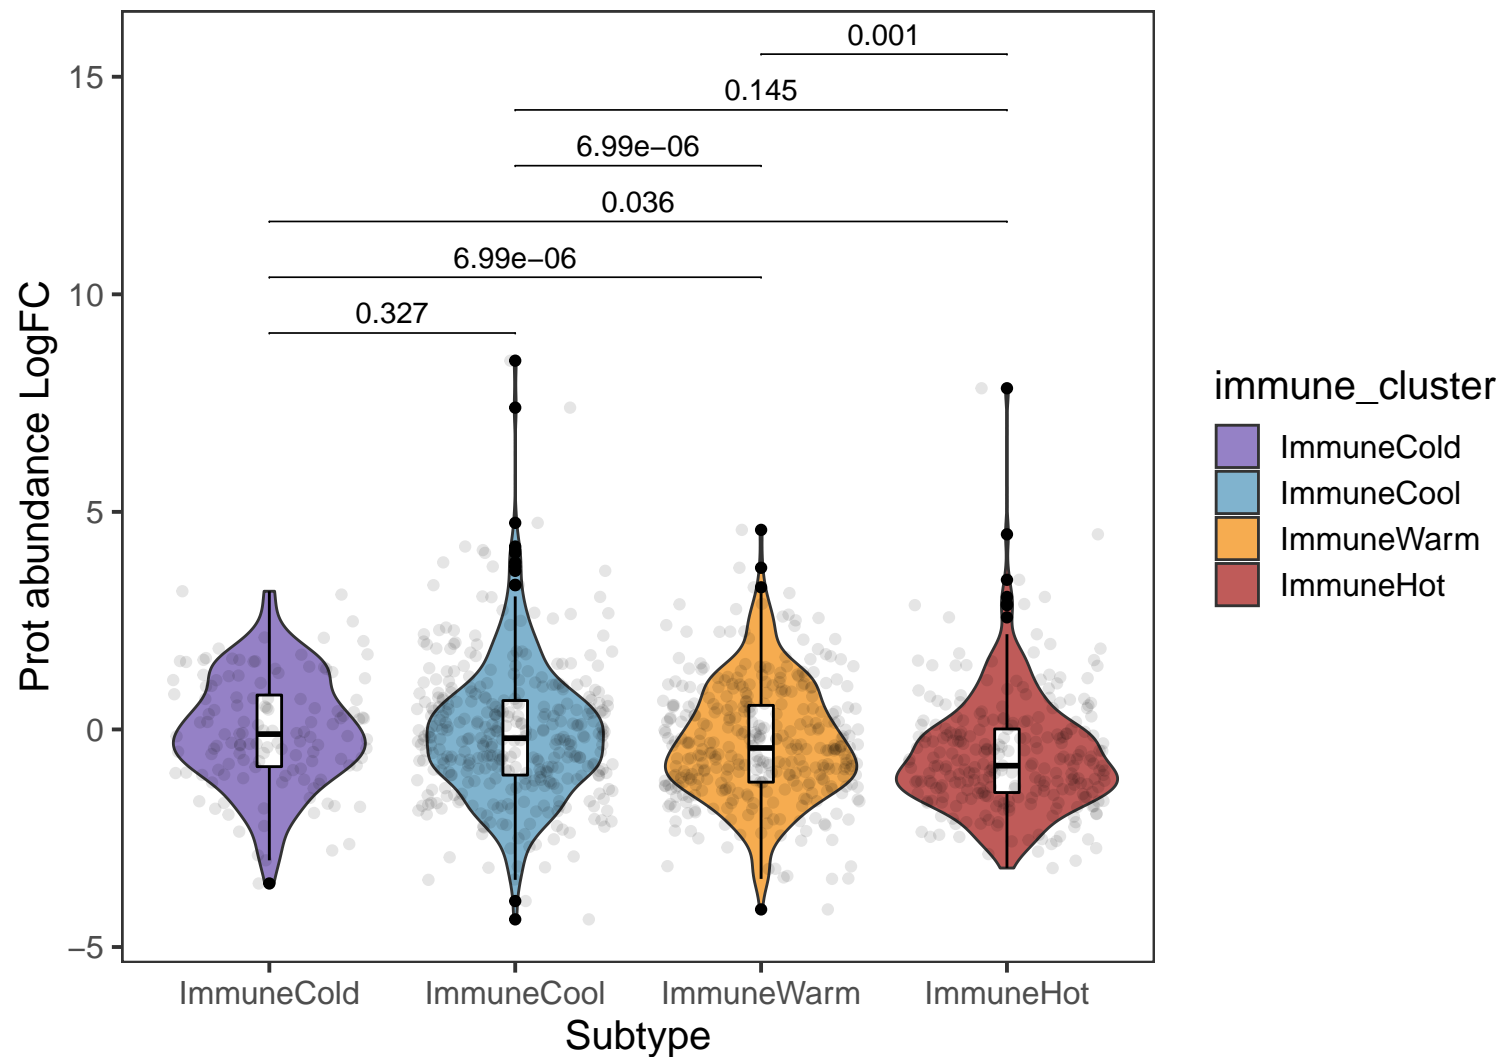 0.001
0.145
6.99e−06
0.036
6.99e−06
0.327
15
10
5
0
−5
Prot abundance LogFC
ImmuneCold
ImmuneCool
ImmuneWarm
ImmuneHot
Subtype
immune_cluster
ImmuneCold
ImmuneCool
ImmuneWarm
ImmuneHot